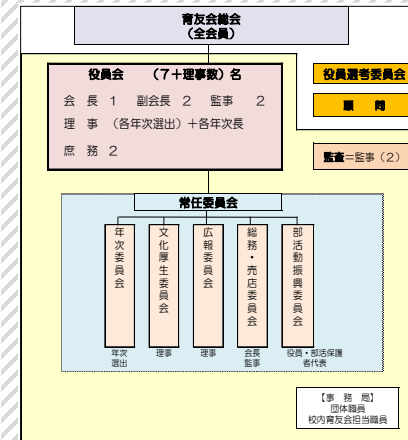 育友会総会
(全会員)
役員会　(７＋理事数)名
会　長　１　副会長　２　監事　２
理　事　(各年次選出)＋各年次長
庶　務　２
役員選考委員会
顧　問
監査＝監事(２)
常任委員会
年次委員会
文化厚生委員会
広報委員会
総務・売店委員会
部活動振興委員会
年次
選出
理事
理事
会長
監事
役員・部活保護
者代表
【事　務　局】
団体職員
校内育友会担当職員